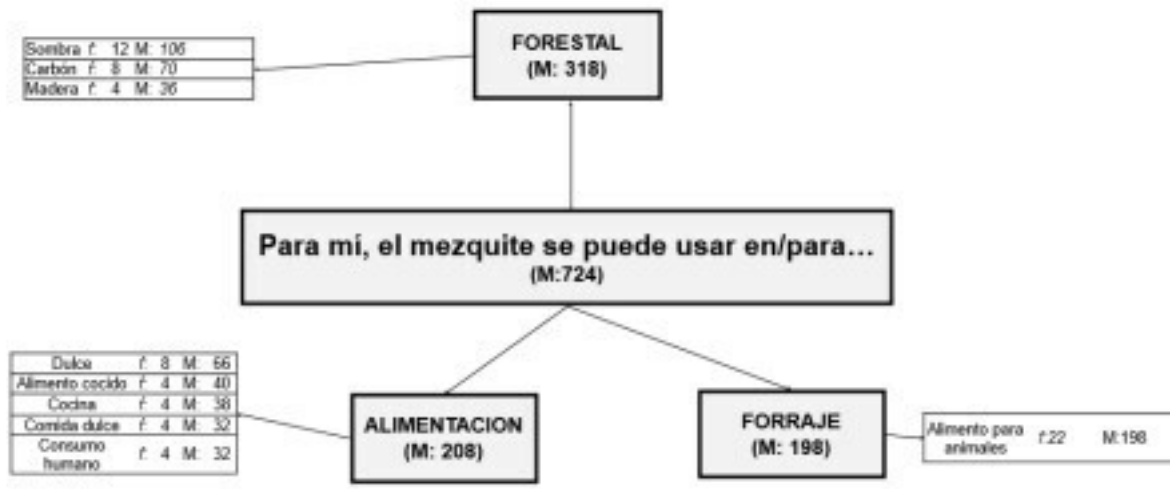 FORESTAL
(M: 318)
Sombra f: 12 M: 106
Carbón f: 8 M: 70
Madera f: 4 M: 36
Para mí, el mezquite se puede usar en/para…
(M:724)
Dulce f: 8 M: 66
Alimento cocido f: 4 M: 40
Cocina f: 4 M: 38
Comida dulce f: 4 M: 32
Consumo
humano f: 4 M: 32
ALIMENTACION
(M: 208)
FORRAJE
(M: 198)
Alimento para
animales f:22 M:198